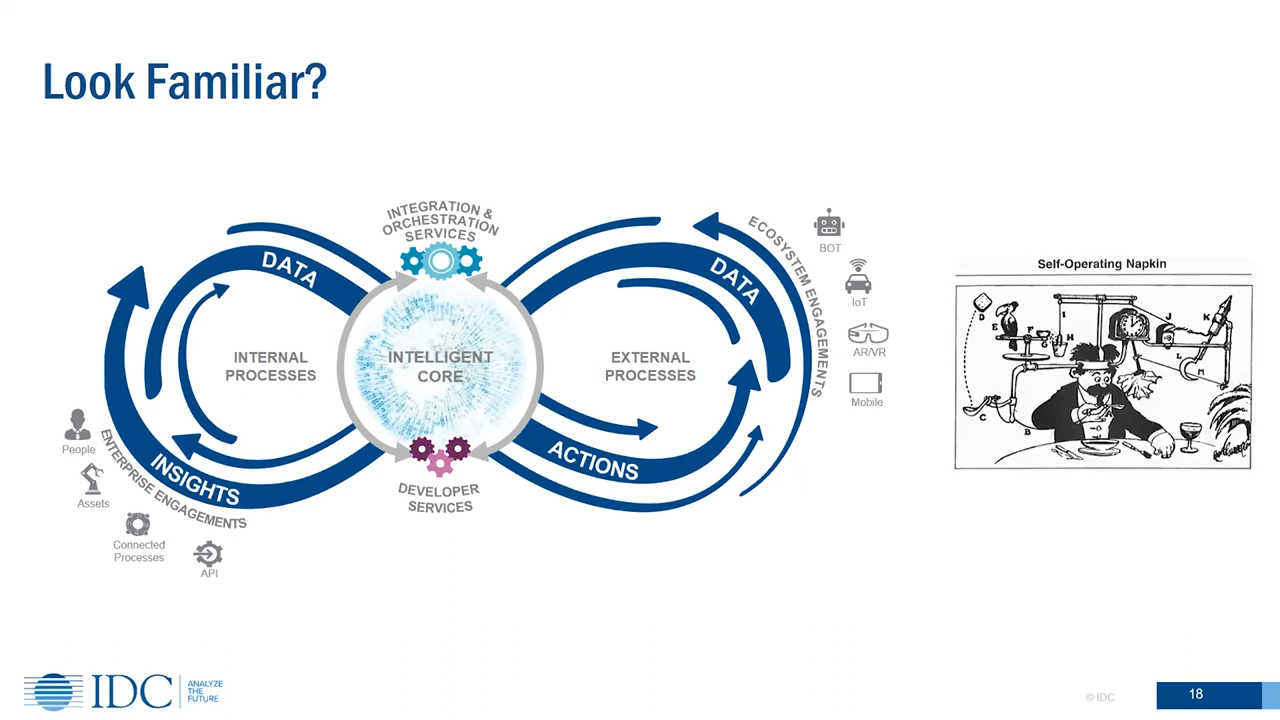 Look Familiar?
INTEGRATION &
ORCHESTRATION
SERVICES
DATA
INTERNAL
PROCESSES
INTELLIGENT
CORE
INSIGHTS
ENTERPRISE ENGAGEMENTS
People
Assets
Connected
Processes
API
DEVELOPER
SERVICES
DATA
EXTERNAL
PROCESSES
ACTIONS
ECOSYSTEM ENGAGEMENTS
BOT
IoT
AR/VR
Mobile
Self-Operating Napkin
D
E
F
G
H
I
J
K
L
M
C
B
IDC
ANALYZE
THE
FUTURE
© IDC
18